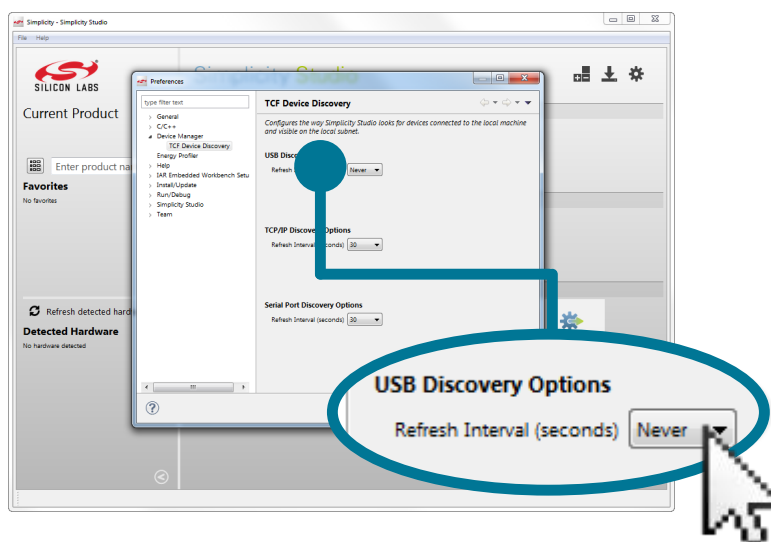 Simplicity - Simplicity Studio
File Help
SILICON LABS
Simplicity Studio
Current Product
Enter product na
Favorites
No favorites
Refresh detected hard
Detected Hardware
No hardware detected
Preferences
type filter text
General
C/C++
Device Manager
TCF Device Discovery
Energy Profiler
Help
IAR Embedded Workbench Setu
Install/Update
Run/Debug
Simplicity Studio
Team
TCF Device Discovery
Configures the way Simplicity Studio looks for devices connected to the local machine
and visible on the local subnet.
USB Disco
Refresh Never
TCP/IP Discovery Options
Refresh Interval (seconds) 30
Serial Port Discovery Options
Refresh Interval (seconds) 30
USB Discovery Options
Refresh Interval (seconds) Never